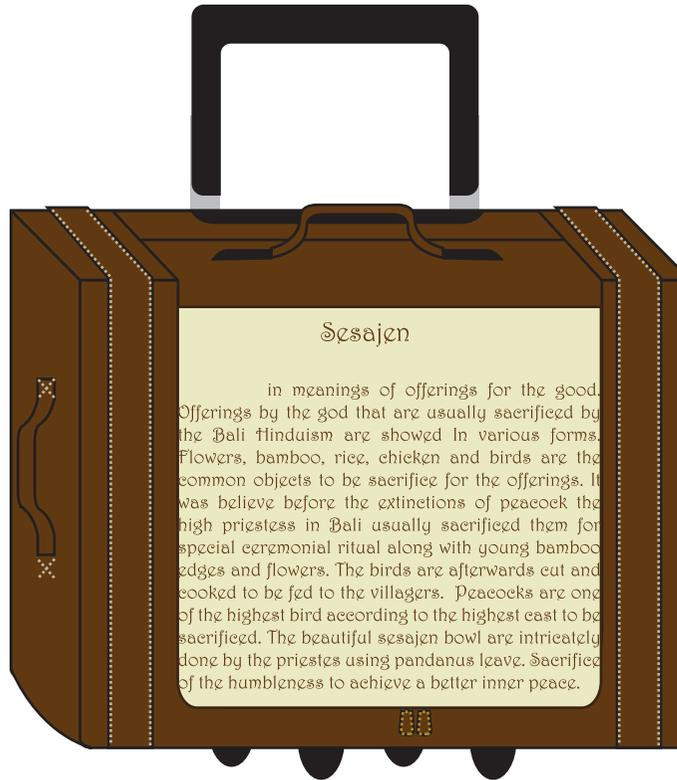 Sesajen
in meanings of offerings for the good.
Offerings by the god that are usually sacrificed by
the Bali Hinduism are showed In various forms.
Flowers, bamboo, rice, chicken and birds are the
common objects to be sacrifice for the offerings. It
was believe before the extinctions of peacock the
high priestess in Bali usually sacrificed them for
special ceremonial ritual along with young bamboo
edges and flowers. The birds are afterwards cut and
cooked to be fed to the villagers.  Peacocks are one
of the highest bird according to the highest cast to be
sacrificed. The beautiful sesajen bowl are intricately
done by the priestes using pandanus leave. Sacrifice
of the humbleness to achieve a better inner peace.